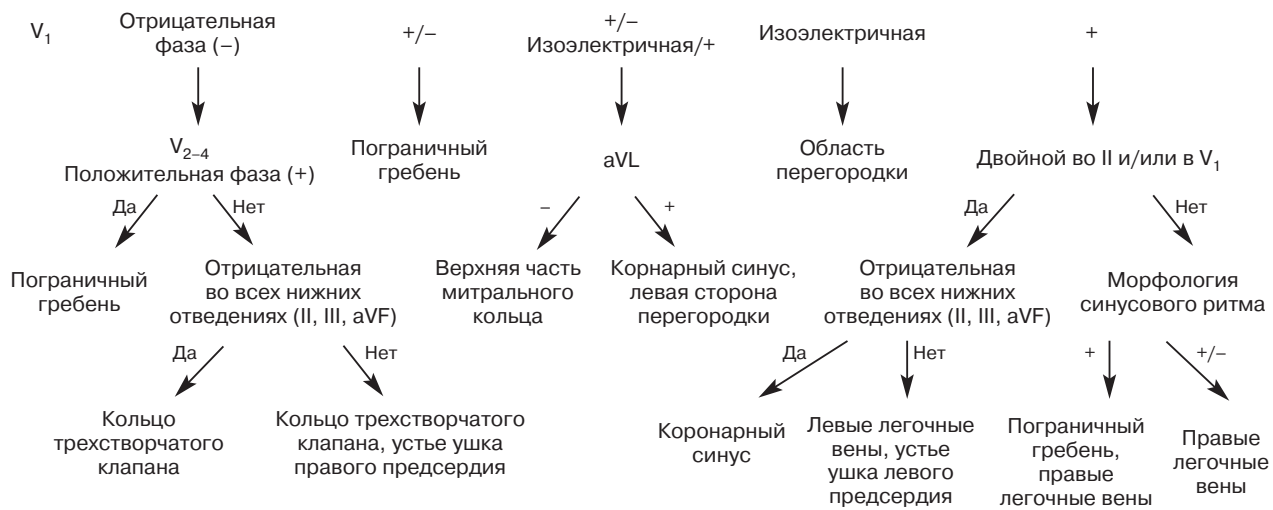 V1
Отрицательная
фаза (–)
+/–
+/–
Изоэлектричная/+
Изоэлектричная
+
V2–4
Положительная фаза (+)
Пограничный
гребень
aVL
Область
перегородки
Двойной во II и/или в V1
Да
Нет
–
+
Да
Нет
Пограничный
гребень
Отрицательная
во всех нижних
отведениях (II, III, aVF)
Верхняя часть
митрального
кольца
Корнарный синус,
левая сторона
перегородки
Отрицательная
во всех нижних
отведениях (II, III, aVF)
Морфология
синусового ритма
Да
Нет
Да
Нет
+
+/–
Кольцо
трехстворчатого
клапана
Кольцо трехстворчатого
клапана, устье ушка
правого предсердия
Коронарный
синус
Левые легочные
вены, устье
ушка левого
предсердия
Пограничный
гребень,
правые
легочные вены
Правые
легочные
вены